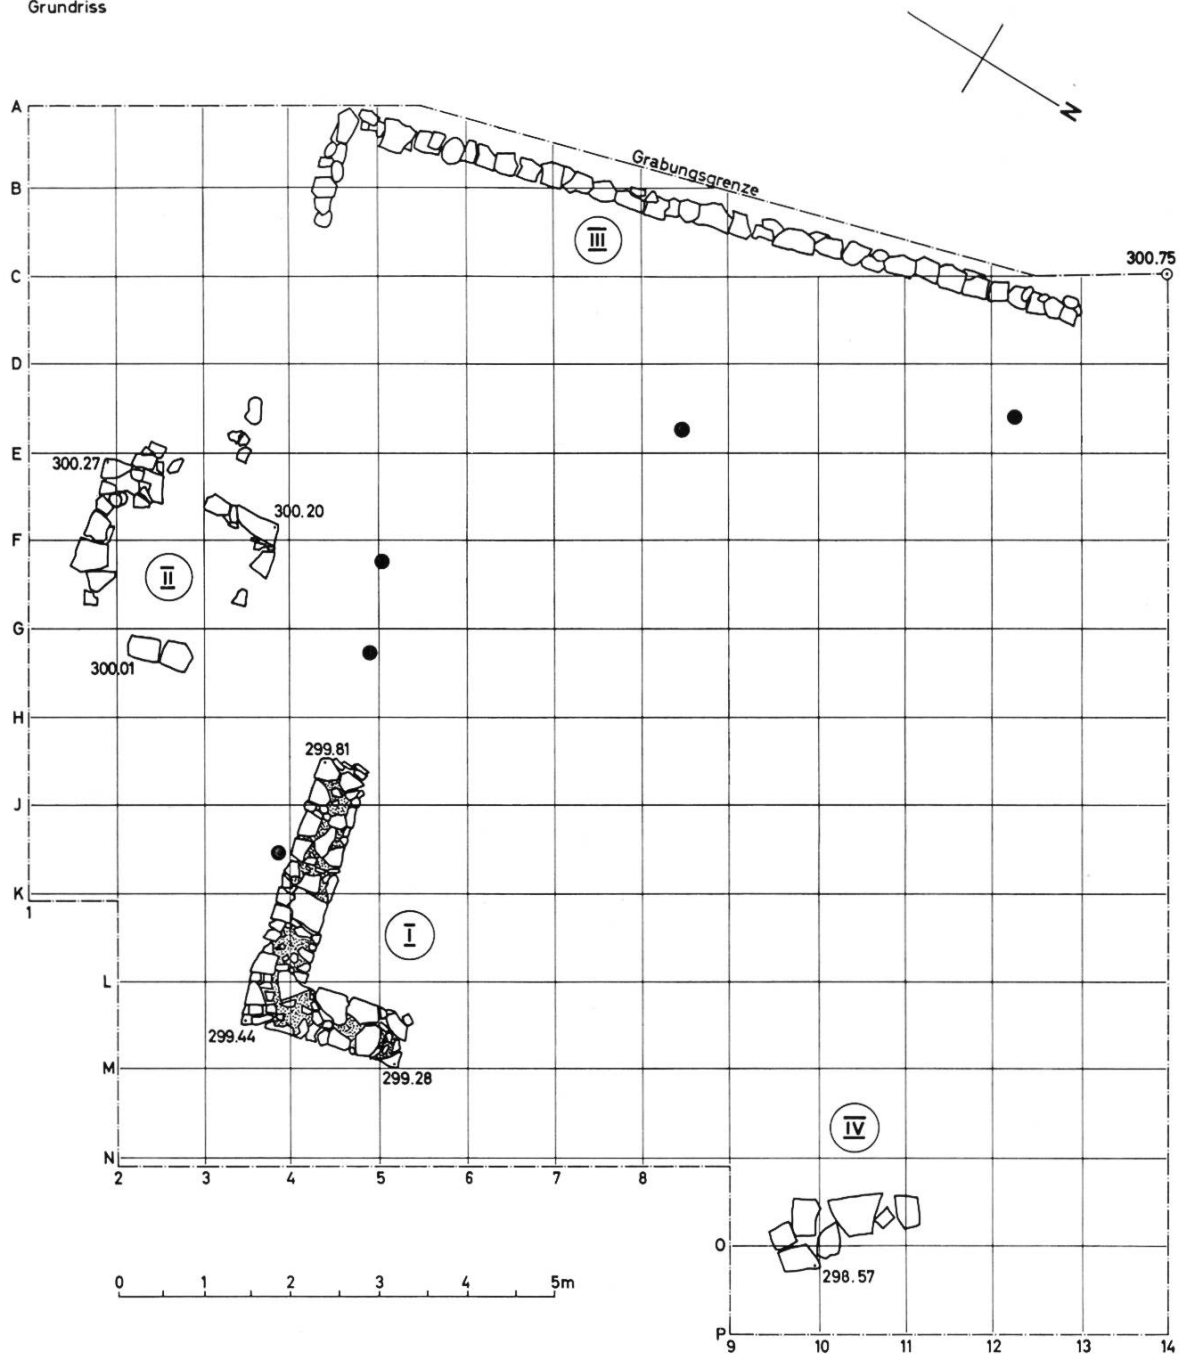 Grundriss
N
A
Grabungsgrenze
B
III
300.75
C
D
E
300.27
300.20
F
II
G
300.01
H
299.81
J
K
1
I
L
299.44
M
299.28
IV
N
2 3 4 5 6 7 8
O
298.57
0 1 2 3 4 5m
P
9 10 11 12 13 14